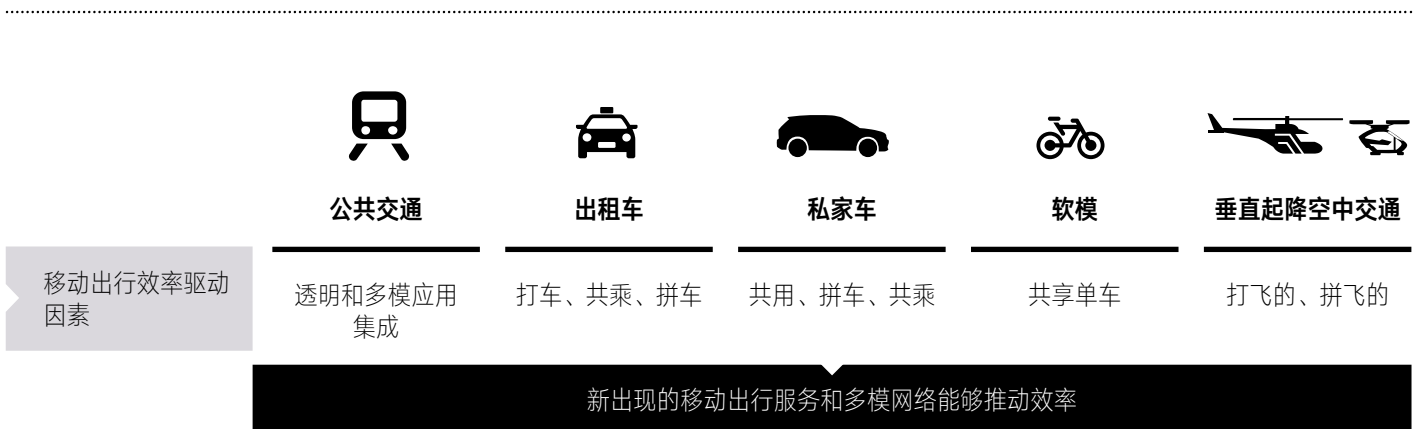 公共交通
出租车
私家车
软模
垂直起降空中交通
移动出行效率驱动
因素
透明和多模应用
集成
打车、共乘、拼车
共用、拼车、共乘
共享单车
打飞的、拼飞的
新出现的移动出行服务和多模网络能够推动效率